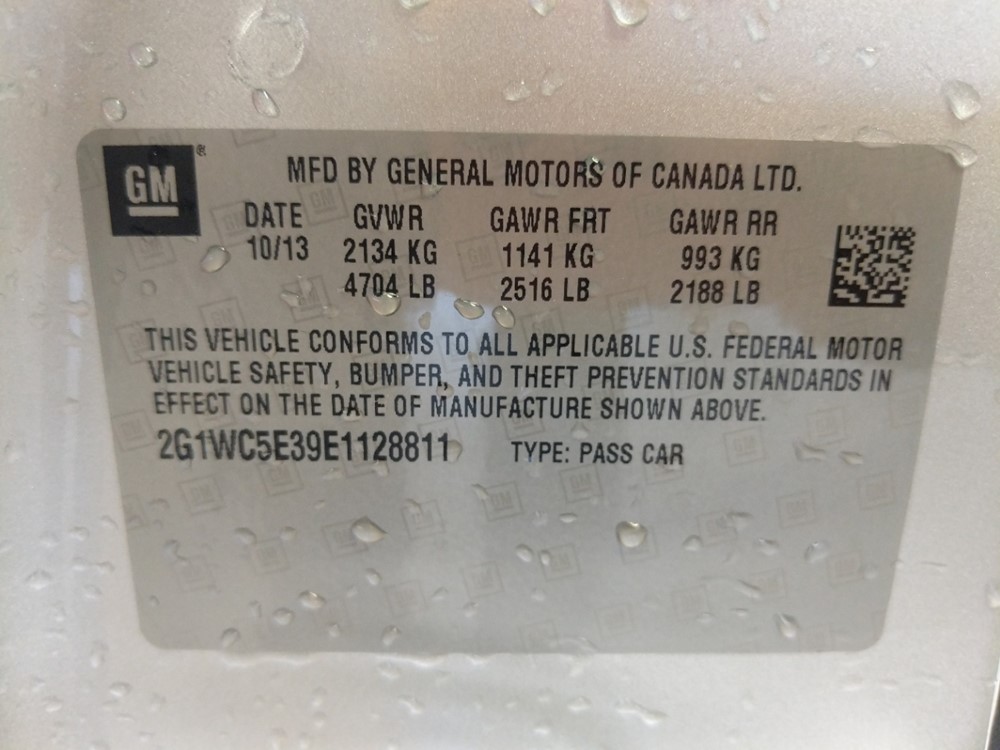 GM
MFD BY GENERAL MOTORS OF CANADA LTD.
DATE GVWR GAWR FRT GAWR RR
10/13 2134 KG 1141 KG 993 KG
4704 LB 2516 LB 2188 LB
THIS VEHICLE CONFORMS TO ALL APPLICABLE U.S. FEDERAL MOTOR
VEHICLE SAFETY, BUMPER, AND THEFT PREVENTION STANDARDS IN
EFFECT ON THE DATE OF MANUFACTURE SHOWN ABOVE.
2G1WC5E39E1128811 TYPE: PASS CAR